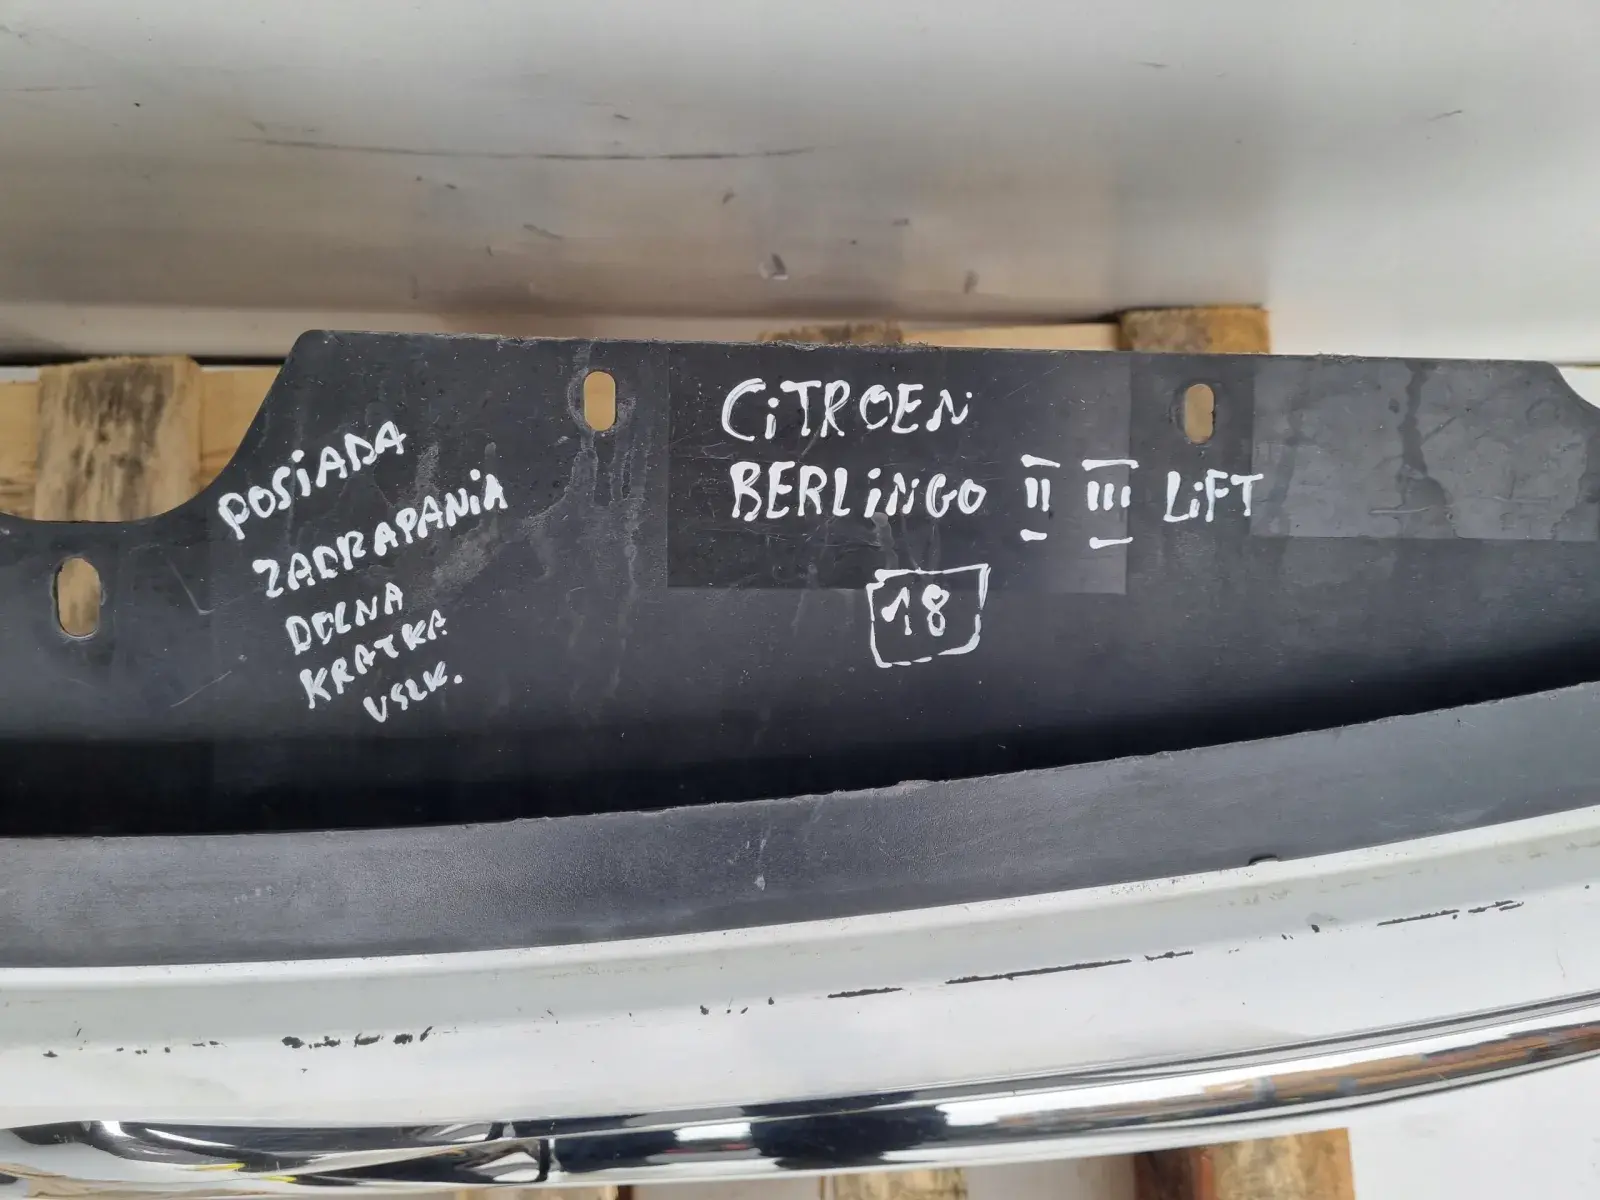 POSIADA
ZADRAPANIA
DOLNA
KRATKA
USZK.
CiTROEN
BERLiNGO II III LiFT
18